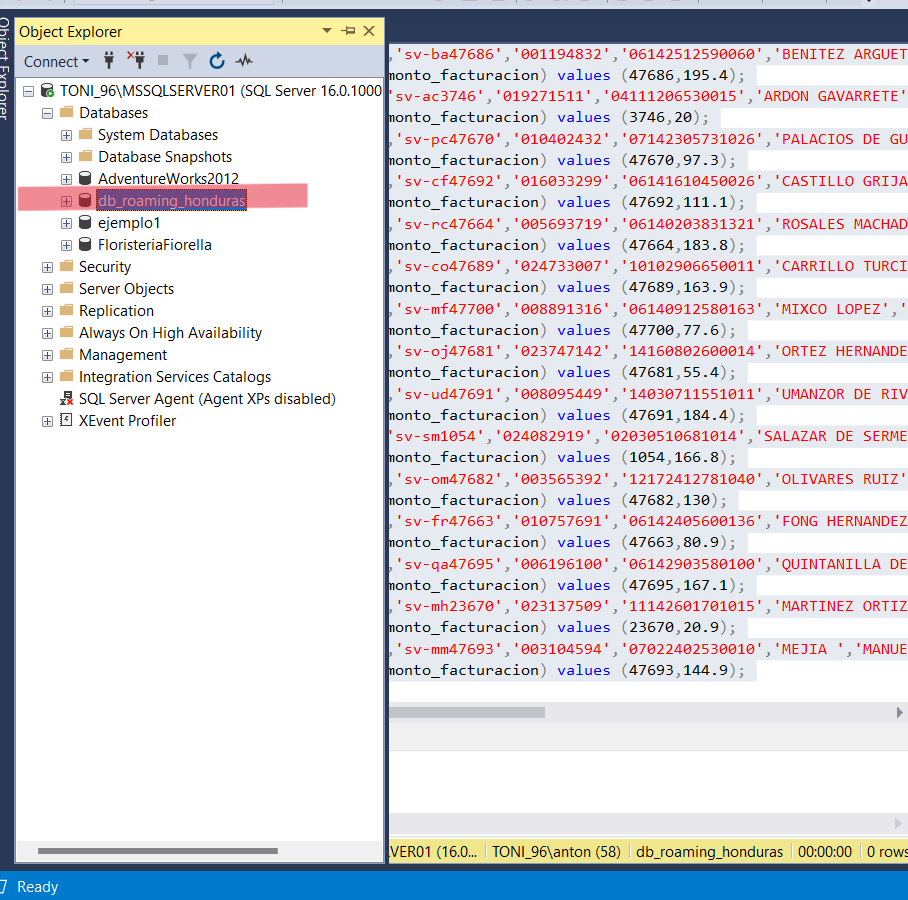 Object Explorer
Object Explorer
Connect
TONI_96\MSSQLSERVER01 (SQL Server 16.0.1000
Databases
System Databases
Database Snapshots
AdventureWorks2012
db_roaming_honduras
ejemplo1
FloristeriaFiorella
Security
Server Objects
Replication
Always On High Availability
Management
Integration Services Catalogs
SQL Server Agent (Agent XPs disabled)
XEvent Profiler
,'sv-ba47686','001194832','06142512590060','BENITEZ ARGUET
monto_facturacion) values (47686,195.4);
'sv-ac3746','019271511','04111206530015','ARDON GAVARRETE'
monto_facturacion) values (3746,20);
,'sv-pc47670','010402432','07142305731026','PALACIOS DE GU
monto_facturacion) values (47670,97.3);
,'sv-cf47692','016033299','06141610450026','CASTILLO GRIJA
monto_facturacion) values (47692,111.1);
,'sv-rc47664','005693719','06140203831321','ROSALES MACHAD
monto_facturacion) values (47664,183.8);
,'sv-co47689','024733007','10102906650011','CARRILLO TURCI
monto_facturacion) values (47689,163.9);
,'sv-mf47700','008891316','06140912580163','MIXCO LOPEZ','
monto_facturacion) values (47700,77.6);
,'sv-oj47681','023747142','14160802600014','ORTEZ HERNANDE
monto_facturacion) values (47681,55.4);
,'sv-ud47691','008095449','14030711551011','UMANZOR DE RIV
monto_facturacion) values (47691,184.4);
'sv-sm1054','024082919','02030510681014','SALAZAR DE SERME
monto_facturacion) values (1054,166.8);
,'sv-om47682','003565392','12172412781040','OLIVARES RUIZ'
monto_facturacion) values (47682,130);
,'sv-fr47663','010757691','06142405600136','FONG HERNANDEZ
monto_facturacion) values (47663,80.9);
,'sv-qa47695','006196100','06142903580100','QUINTANILLA DE
monto_facturacion) values (47695,167.1);
,'sv-mh23670','023137509','11142601701015','MARTINEZ ORTIZ
monto_facturacion) values (23670,20.9);
,'sv-mm47693','003104594','07022402530010','MEJIA ','MANUE
monto_facturacion) values (47693,144.9);
.VER01 (16.0... TONI_96\anton (58) db_roaming_honduras 00:00:00 0 rows
Ready